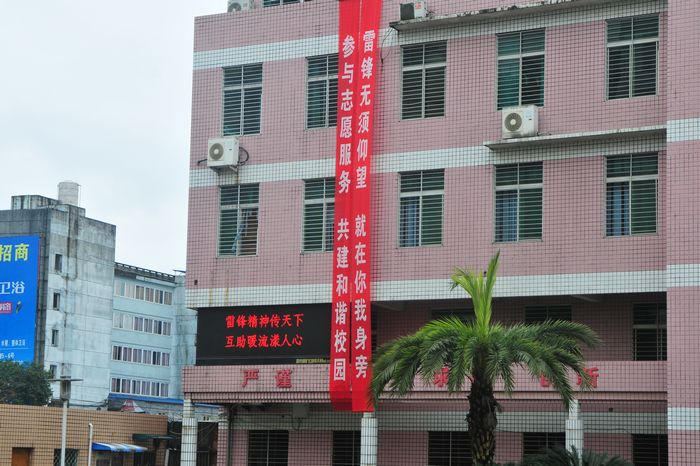 雷锋无须仰望 就在你我身旁
参与志愿服务 共建和谐校园
雷锋精神传天下
互助暖流漾人心
严谨 求
招商
卫浴